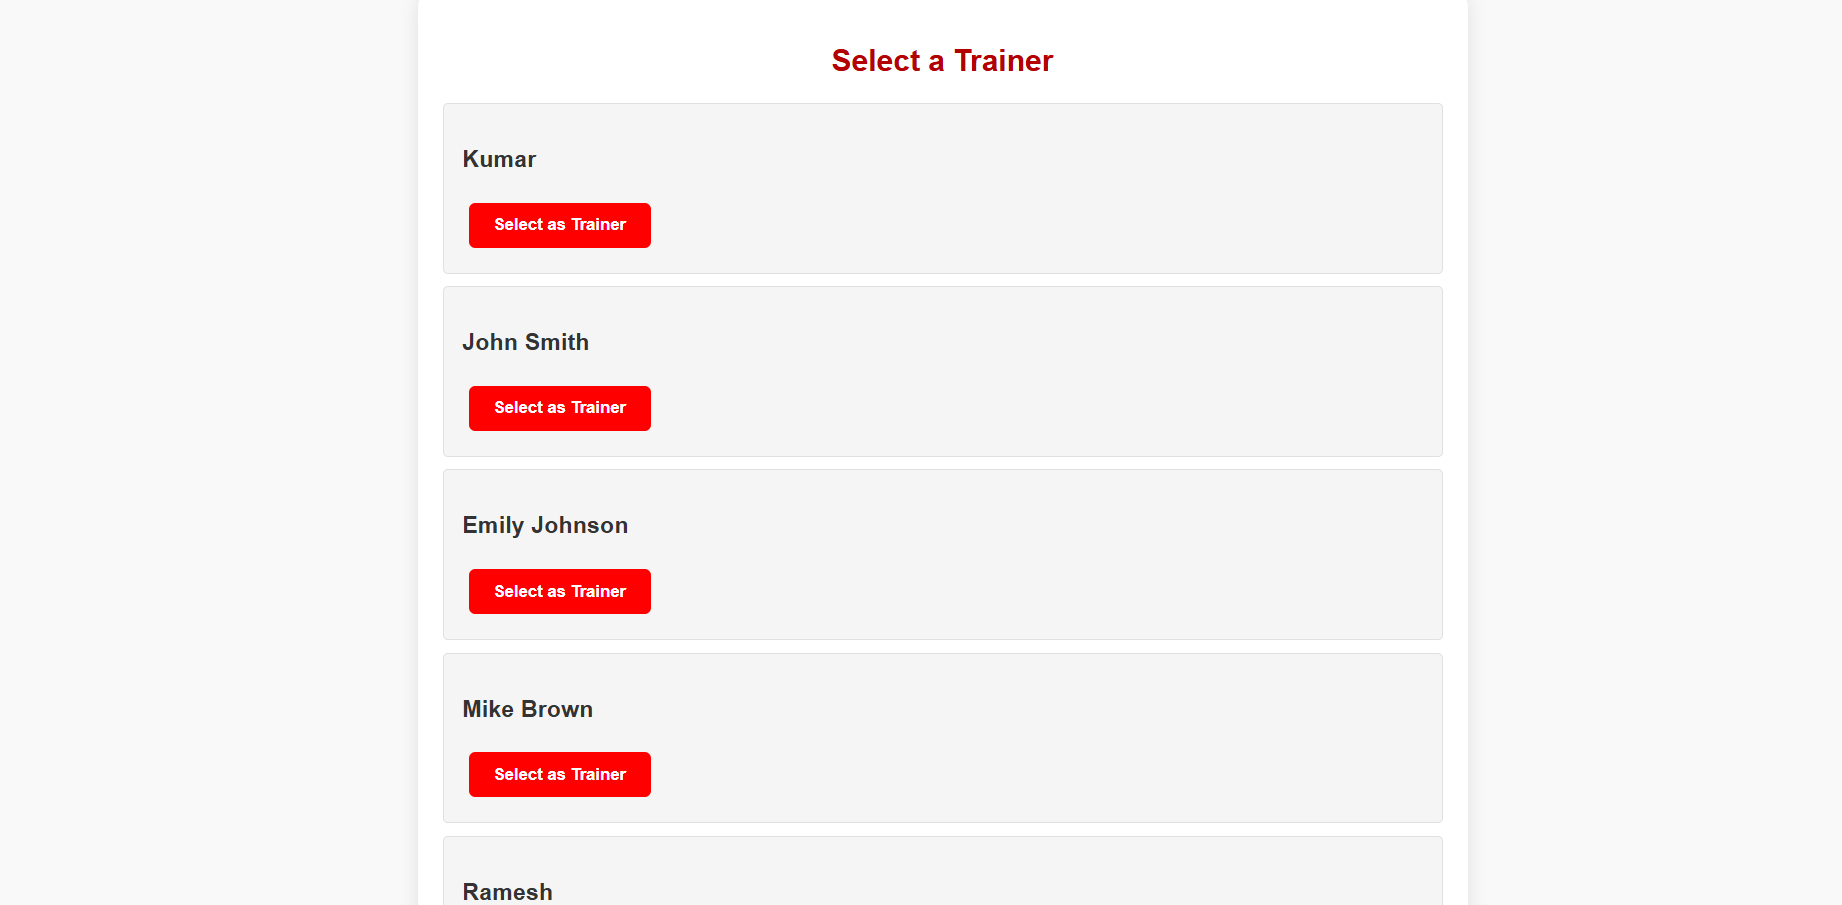 Select a Trainer
Kumar
Select as Trainer
John Smith
Select as Trainer
Emily Johnson
Select as Trainer
Mike Brown
Select as Trainer
Ramesh